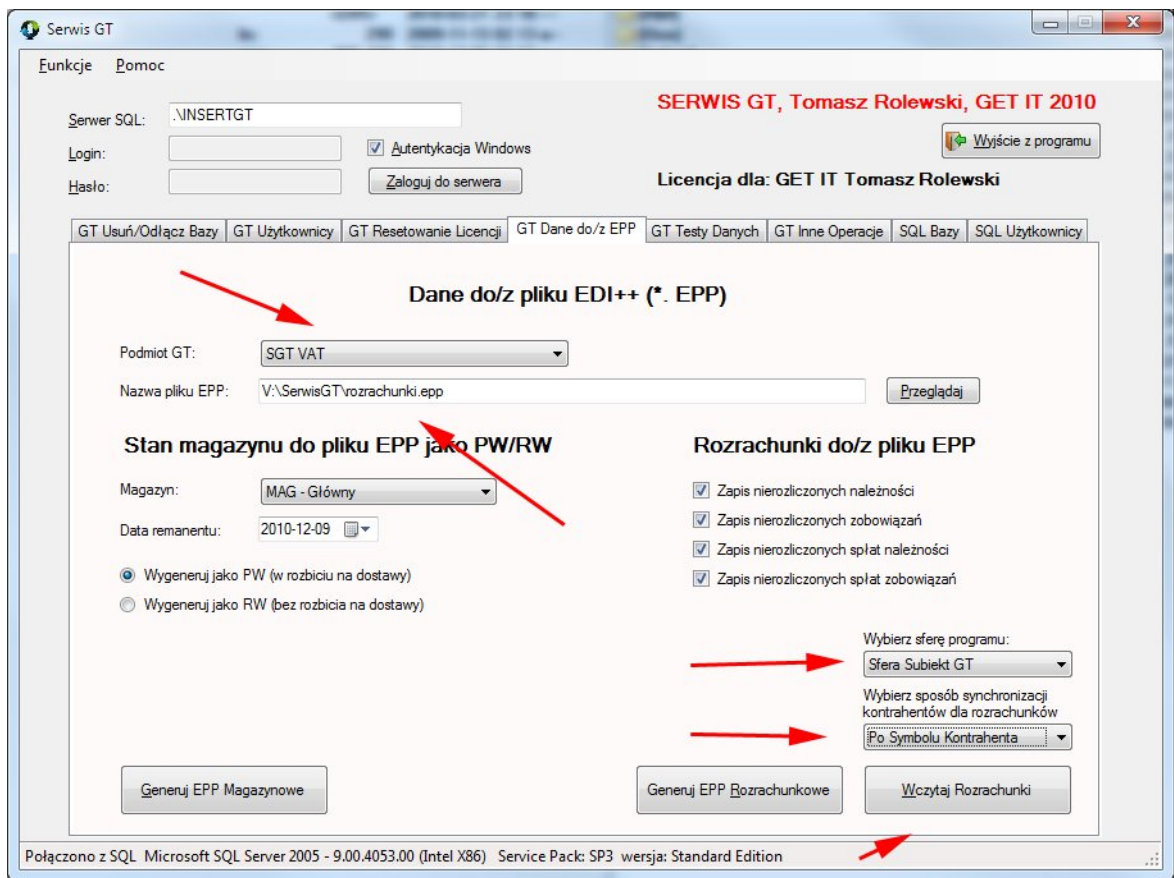 Serwis GT
Funkcje Pomoc
Serwer SQL: .\INSERTGT
SERWIS GT, Tomasz Rolewski, GET IT 2010
Login:
Autentykacja Windows
Wyjście z programu
Hasło:
Zaloguj do serwera
Licencja dla: GET IT Tomasz Rolewski
GT Usuń/Odłącz Bazy GT Użytkownicy GT Resetowanie Licencji GT Dane do/z EPP GT Testy Danych GT Inne Operacje SQL Bazy SQL Użytkownicy
Dane do/z pliku EDI++ (*. EPP)
Podmiot GT: SGT VAT
Nazwa pliku EPP: V:\SerwisGT\rozrachunki.epp Przeglądaj
Stan magazynu do pliku EPP jako PW/RW
Magazyn: MAG - Główny
Data remanentu: 2010-12-09
Wygeneruj jako PW (w rozbiciu na dostawy)
Wygeneruj jako RW (bez rozbicia na dostawy)
Rozrachunki do/z pliku EPP
Zapis nierozliczonych należności
Zapis nierozliczonych zobowiązań
Zapis nierozliczonych spłat należności
Zapis nierozliczonych spłat zobowiązań
Wybierz sferę programu:
Sfera Subiekt GT
Wybierz sposób synchronizacji
kontrahentów dla rozrachunków
Po Symbolu Kontrahenta
Generuj EPP Magazynowe
Generuj EPP Rozrachunkowe
Wczytaj Rozrachunki
Połączono z SQL Microsoft SQL Server 2005 - 9.00.4053.00 (Intel X86) Service Pack: SP3 wersja: Standard Edition